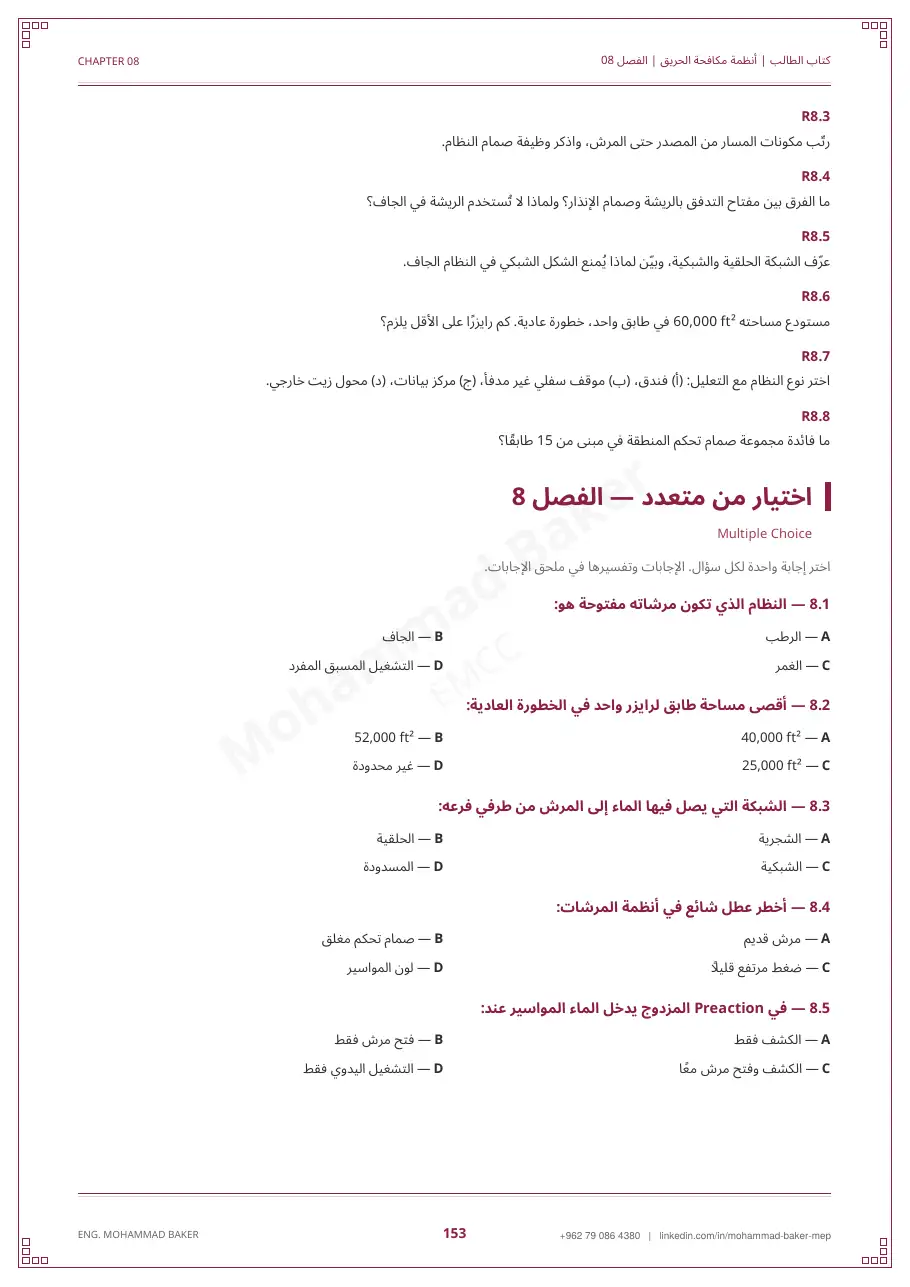 كتاب الطالب | أنظمة مكافحة الحريق | الفصل 08
CHAPTER 08
R8.3
رتّب مكونات المسار من المصدر حتى المرش، واذكر وظيفة صمام النظام.
R8.4
ما الفرق بين مفتاح التدفق بالريشة وصمام الإنذار؟ ولماذا لا تُستخدم الريشة في الجاف؟
R8.5
عرّف الشبكة الحلقية والشبكية، وبيّن لماذا يُمنع الشكل الشبكي في النظام الجاف.
R8.6
مستودع مساحته 60,000 ft² في طابق واحد، خطورة عادية. كم رايزرًا على الأقل يلزم؟
R8.7
اختر نوع النظام مع التعليل: (أ) فندق، (ب) موقف سفلي غير مدفأ، (ج) مركز بيانات، (د) محول زيت خارجي.
R8.8
ما فائدة مجموعة صمام تحكم المنطقة في مبنى من 15 طابقًا؟
اختيار من متعدد — الفصل 8
Multiple Choice
اختر إجابة واحدة لكل سؤال. الإجابات وتفسيرها في ملحق الإجابات.
8.1 — النظام الذي تكون مرشاته مفتوحة هو:
A — الرطب
B — الجاف
C — الغمر
D — التشغيل المسبق المفرد
8.2 — أقصى مساحة طابق لرايزر واحد في الخطورة العادية:
A — 40,000 ft²
B — 52,000 ft²
C — 25,000 ft²
D — غير محدودة
8.3 — الشبكة التي يصل فيها الماء إلى المرش من طرفي فرعه:
A — الشجرية
B — الحلقية
C — الشبكية
D — المسدودة
8.4 — أخطر عطل شائع في أنظمة المرشات:
A — مرش قديم
B — صمام تحكم مغلق
C — ضغط مرتفع قليلًا
D — لون المواسير
8.5 — في Preaction المزدوج يدخل الماء المواسير عند:
A — الكشف فقط
B — فتح مرش فقط
C — الكشف وفتح مرش معًا
D — التشغيل اليدوي فقط
Mohammad Baker
EMCC
ENG. MOHAMMAD BAKER
153
+962 79 086 4380 | linkedin.com/in/mohammad-baker-mep